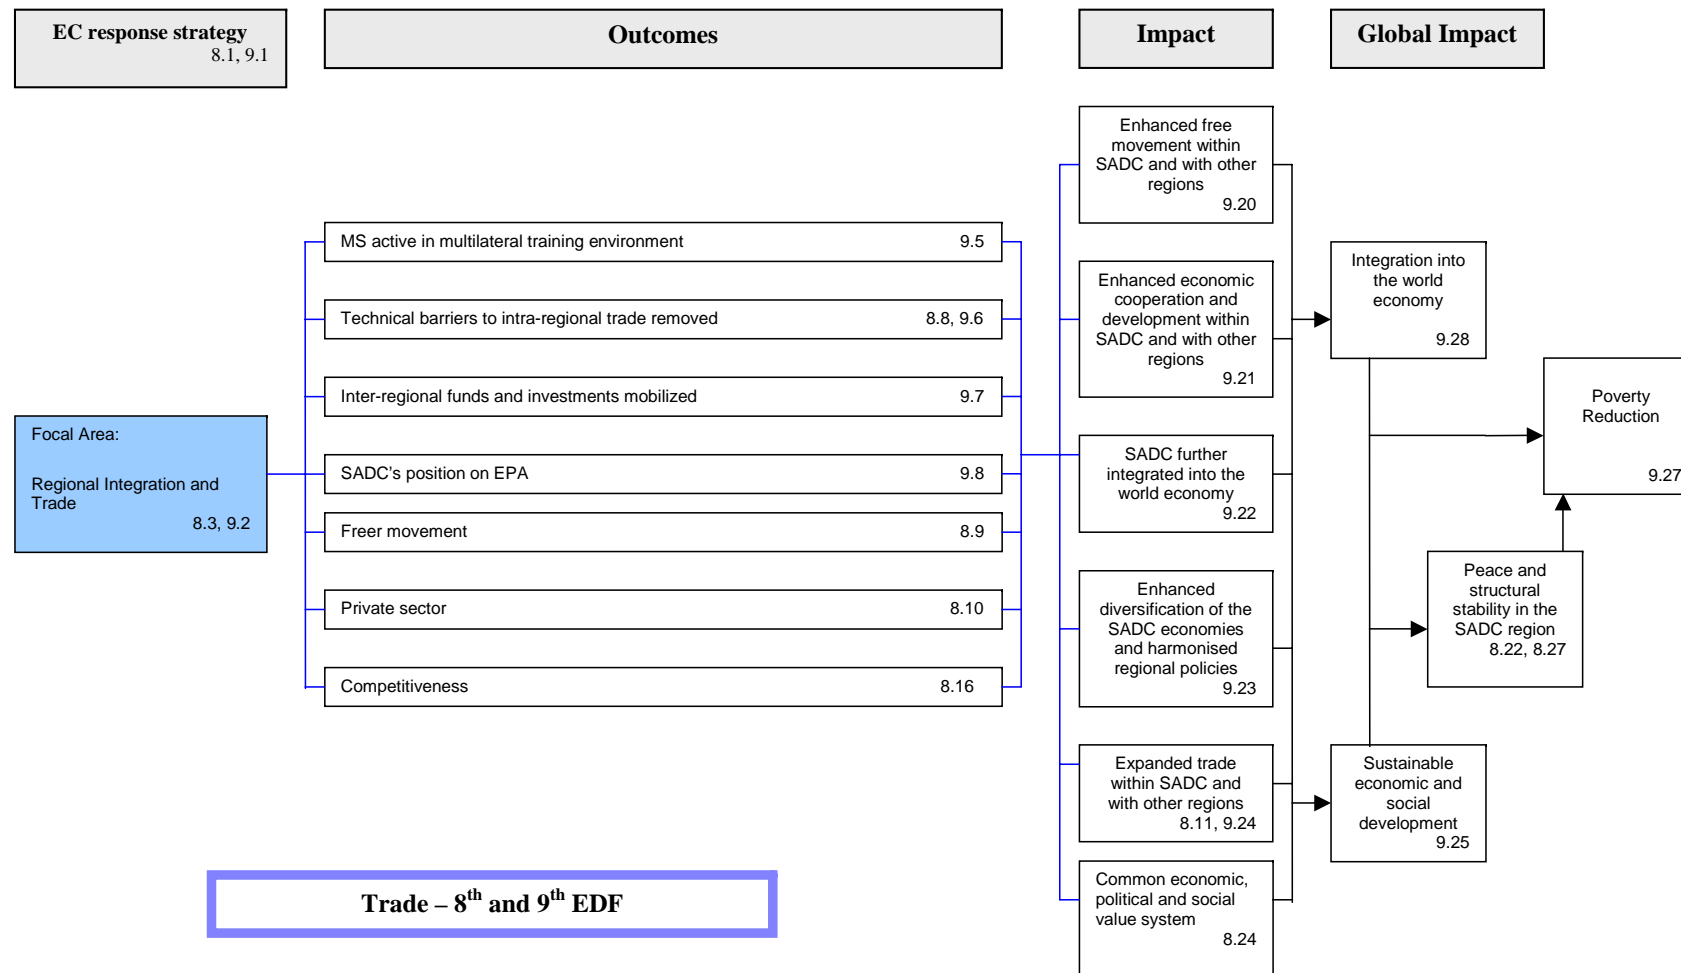 EC response strategy
8.1, 9.1
Outcomes
Impact
Global Impact
Focal Area:
Regional Integration and
Trade
8.3, 9.2
MS active in multilateral training environment 9.5
Technical barriers to intra-regional trade removed 8.8, 9.6
Inter-regional funds and investments mobilized 9.7
SADC's position on EPA 9.8
Freer movement 8.9
Private sector 8.10
Competitiveness 8.16
Enhanced free
movement within
SADC and with other
regions
9.20
Enhanced economic
cooperation and
development within
SADC and with other
regions
9.21
SADC further
integrated into the
world economy
9.22
Enhanced
diversification of the
SADC economies
and harmonised
regional policies
9.23
Expanded trade
within SADC and
with other regions
8.11, 9.24
Common economic,
political and social
value system
8.24
Integration into
the world
economy
9.28
Poverty
Reduction
9.27
Peace and
structural
stability in the
SADC region
8.22, 8.27
Sustainable
economic and
social
development
9.25
Trade – 8th and 9th EDF